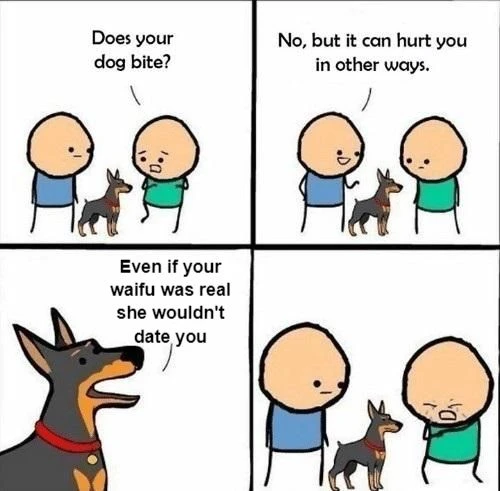 Does your
dog bite?
No, but it can hurt you
in other ways.
Even if your
waifu was real
she wouldn't
date you